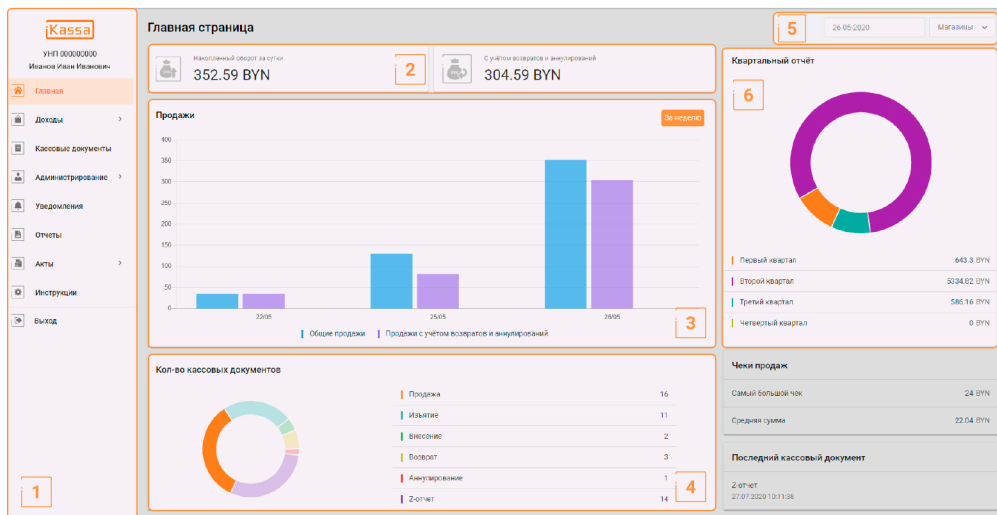 iKassa
УНП 000000000
Иванов Иван Иванович
Главная
Доходы
Кассовые документы
Администрирование
Уведомления
Отчеты
Акты
Инструкции
Выход
1
Главная страница
5
26-05-2020
Магазины
Накопленный оборот за сутки
352.59 BYN
2
С учётом возвратов и аннулирований
304.59 BYN
Продажи
За неделю
400
350
300
250
200
150
100
50
0
22/05
25/05
26/05
Общие продажи
Продажи с учётом возвратов и аннулирований
3
Квартальный отчёт
6
Первый квартал 643.3 BYN
Второй квартал 5334.82 BYN
Третий квартал 586.16 BYN
Четвертый квартал 0 BYN
Кол-во кассовых документов
Продажа 16
Изъятие 11
Внесение 2
Возврат 3
Аннулирование 1
Z-отчет 14
4
Чеки продаж
Самый большой чек 24 BYN
Средняя сумма 22.04 BYN
Последний кассовый документ
Z-отчет
27.07.2020 10:11:38